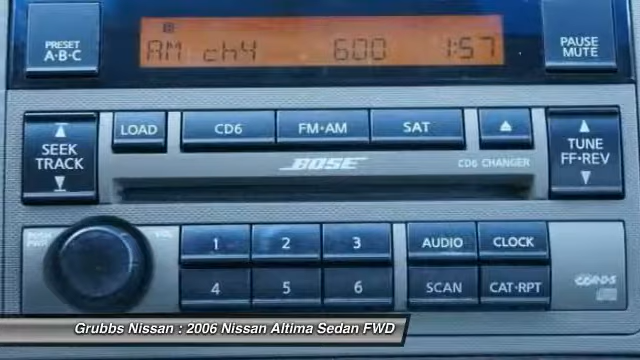 PRESET
A·B·C
AM ch4 600 1:57
PAUSE
MUTE
SEEK
TRACK
LOAD
CD6
FM·AM
SAT
TUNE
FF·REV
BOSE
CD6 CHANGER
PUSH
VOL
1 2 3
AUDIO
CLOCK
4 5 6
SCAN
CAT·RPT
Grubbs Nissan : 2006 Nissan Altima Sedan FWD